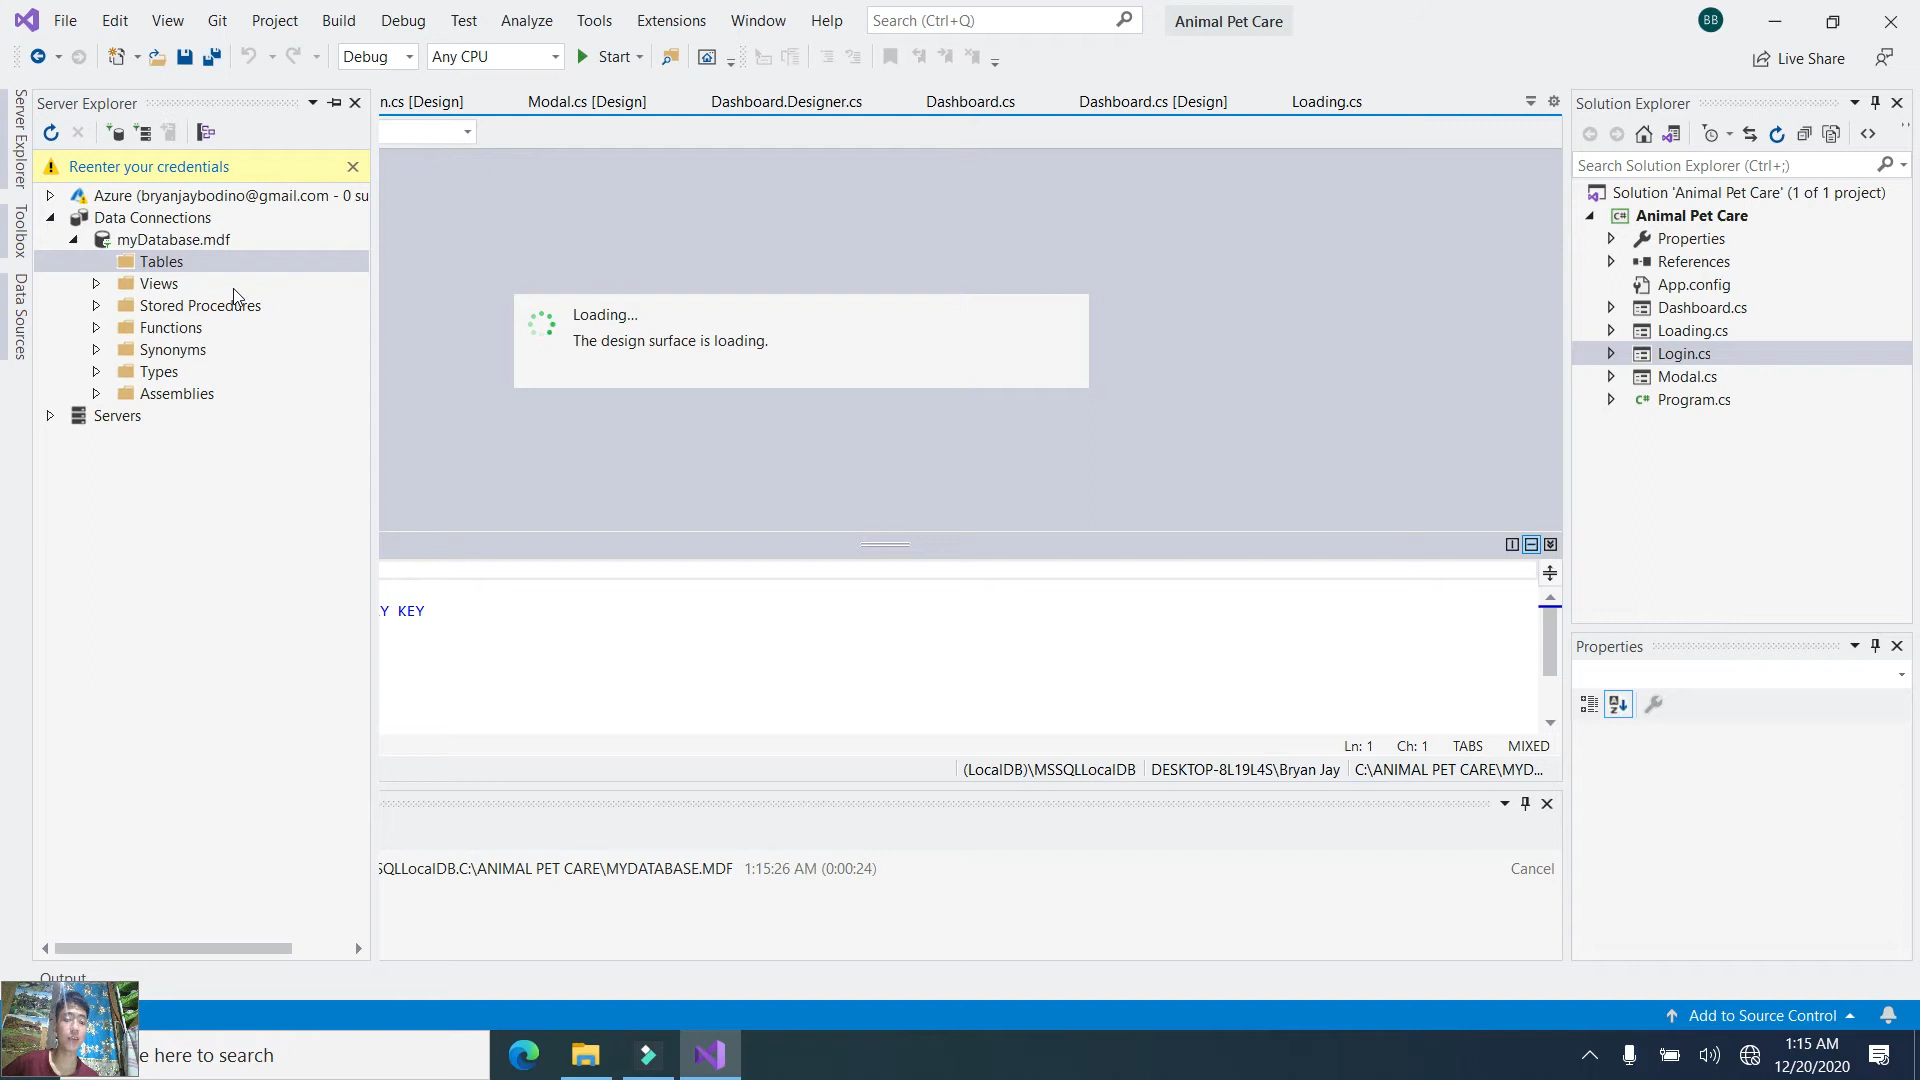 File Edit View Git Project Build Debug Test Analyze Tools Extensions Window Help Search (Ctrl+Q) Animal Pet Care BB
Debug Any CPU Start Live Share
Server Explorer
Toolbox
Data Sources
Server Explorer
Reenter your credentials
Azure (bryanjaybodino@gmail.com - 0 su
Data Connections
myDatabase.mdf
Tables
Views
Stored Procedures
Functions
Synonyms
Types
Assemblies
Servers
n.cs [Design] Modal.cs [Design] Dashboard.Designer.cs Dashboard.cs Dashboard.cs [Design] Loading.cs
Loading...
The design surface is loading.
Y KEY
Ln: 1 Ch: 1 TABS MIXED
(LocalDB)\MSSQLLocalDB DESKTOP-8L19L4S\Bryan Jay C:\ANIMAL PET CARE\MYD...
SQLLocalDB.C:\ANIMAL PET CARE\MYDATABASE.MDF 1:15:26 AM (0:00:24) Cancel
Solution Explorer
Search Solution Explorer (Ctrl+;)
Solution 'Animal Pet Care' (1 of 1 project)
Animal Pet Care
Properties
References
App.config
Dashboard.cs
Loading.cs
Login.cs
Modal.cs
Program.cs
Properties
Output
Add to Source Control
e here to search
1:15 AM
12/20/2020